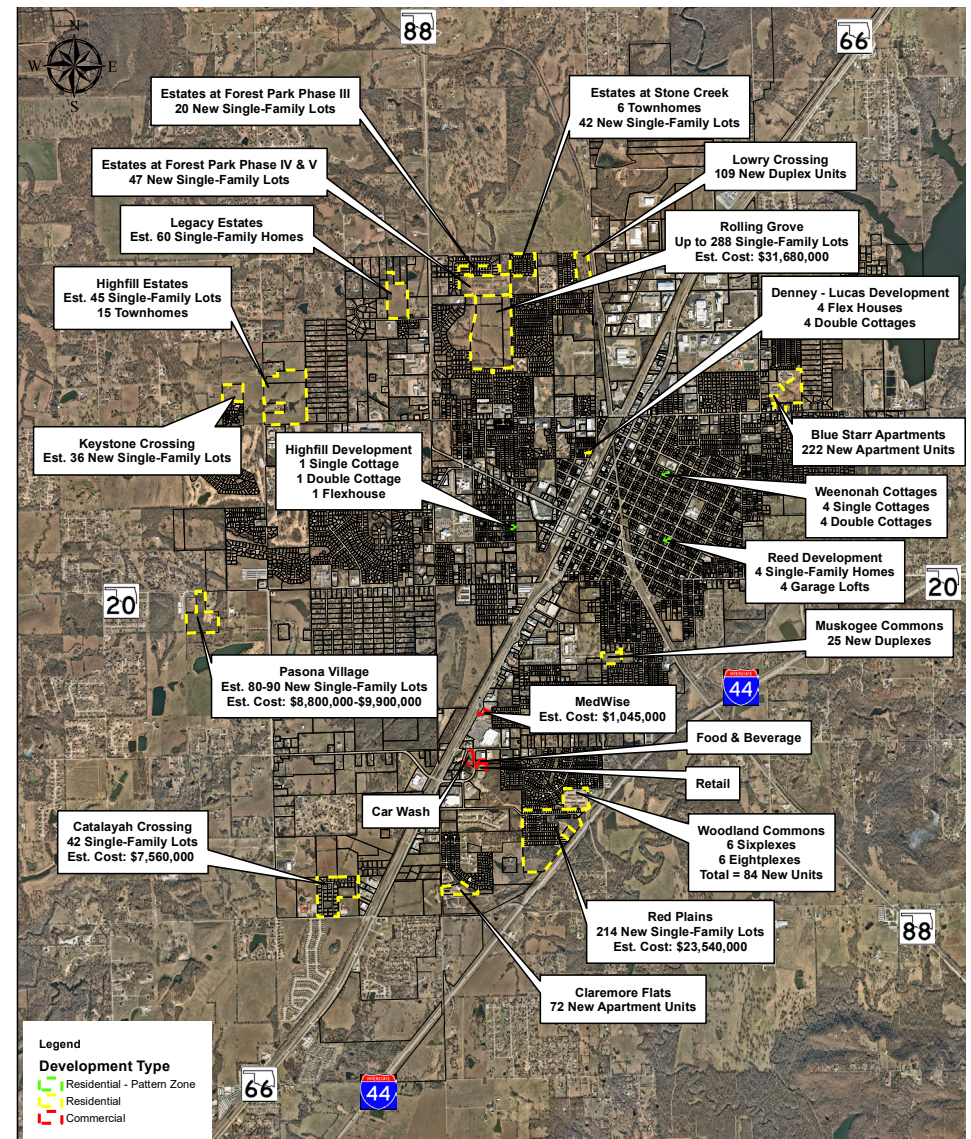 N
W
E
S
88
66
Estates at Forest Park Phase III
20 New Single-Family Lots
Estates at Stone Creek
6 Townhomes
42 New Single-Family Lots
Estates at Forest Park Phase IV & V
47 New Single-Family Lots
Lowry Crossing
109 New Duplex Units
Legacy Estates
Est. 60 Single-Family Homes
Rolling Grove
Up to 288 Single-Family Lots
Est. Cost: $31,680,000
Highfill Estates
Est. 45 Single-Family Lots
15 Townhomes
Denney - Lucas Development
4 Flex Houses
4 Double Cottages
Keystone Crossing
Est. 36 New Single-Family Lots
Highfill Development
1 Single Cottage
1 Double Cottage
1 Flexhouse
Blue Starr Apartments
222 New Apartment Units
Weenonah Cottages
4 Single Cottages
4 Double Cottages
Reed Development
4 Single-Family Homes
4 Garage Lofts
20
20
Muskogee Commons
25 New Duplexes
Pasona Village
Est. 80-90 New Single-Family Lots
Est. Cost: $8,800,000-$9,900,000
INTERSTATE
44
MedWise
Est. Cost: $1,045,000
Food & Beverage
Retail
Car Wash
Catalayah Crossing
42 Single-Family Lots
Est. Cost: $7,560,000
Woodland Commons
6 Sixplexes
6 Eightplexes
Total = 84 New Units
Red Plains
214 New Single-Family Lots
Est. Cost: $23,540,000
88
Claremore Flats
72 New Apartment Units
Legend
Development Type
Residential - Pattern Zone
Residential
Commercial
66
INTERSTATE
44